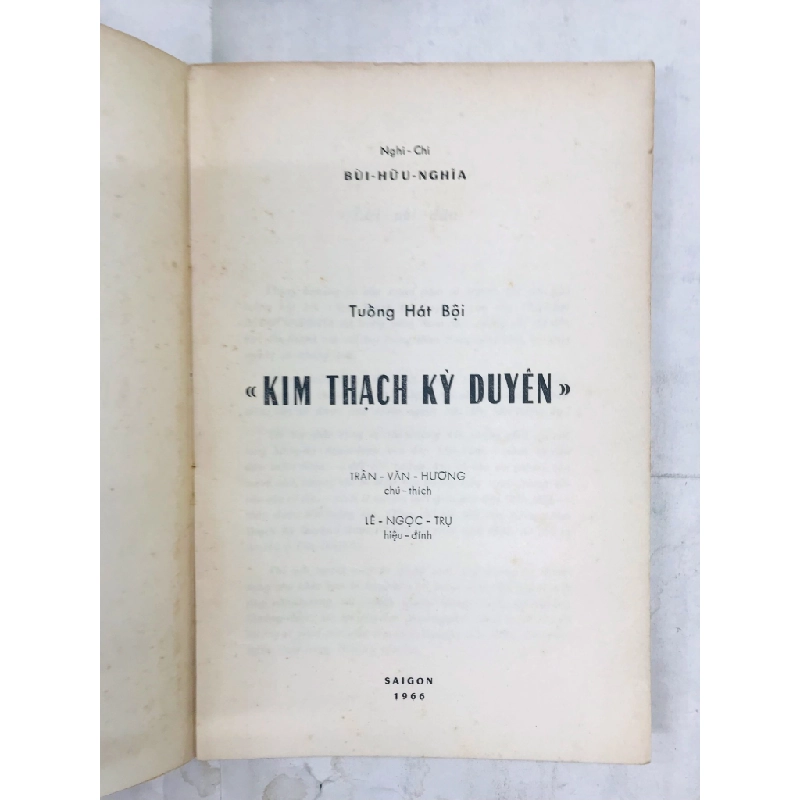 Nghi-Chi
BÙI-HỮU-NGHĨA
Tuồng Hát Bội
« KIM THẠCH KỲ DUYÊN »
TRẦN - VĂN - HƯƠNG
chú-thích
LÊ - NGỌC - TRỤ
hiệu-đính
SAIGON
1966